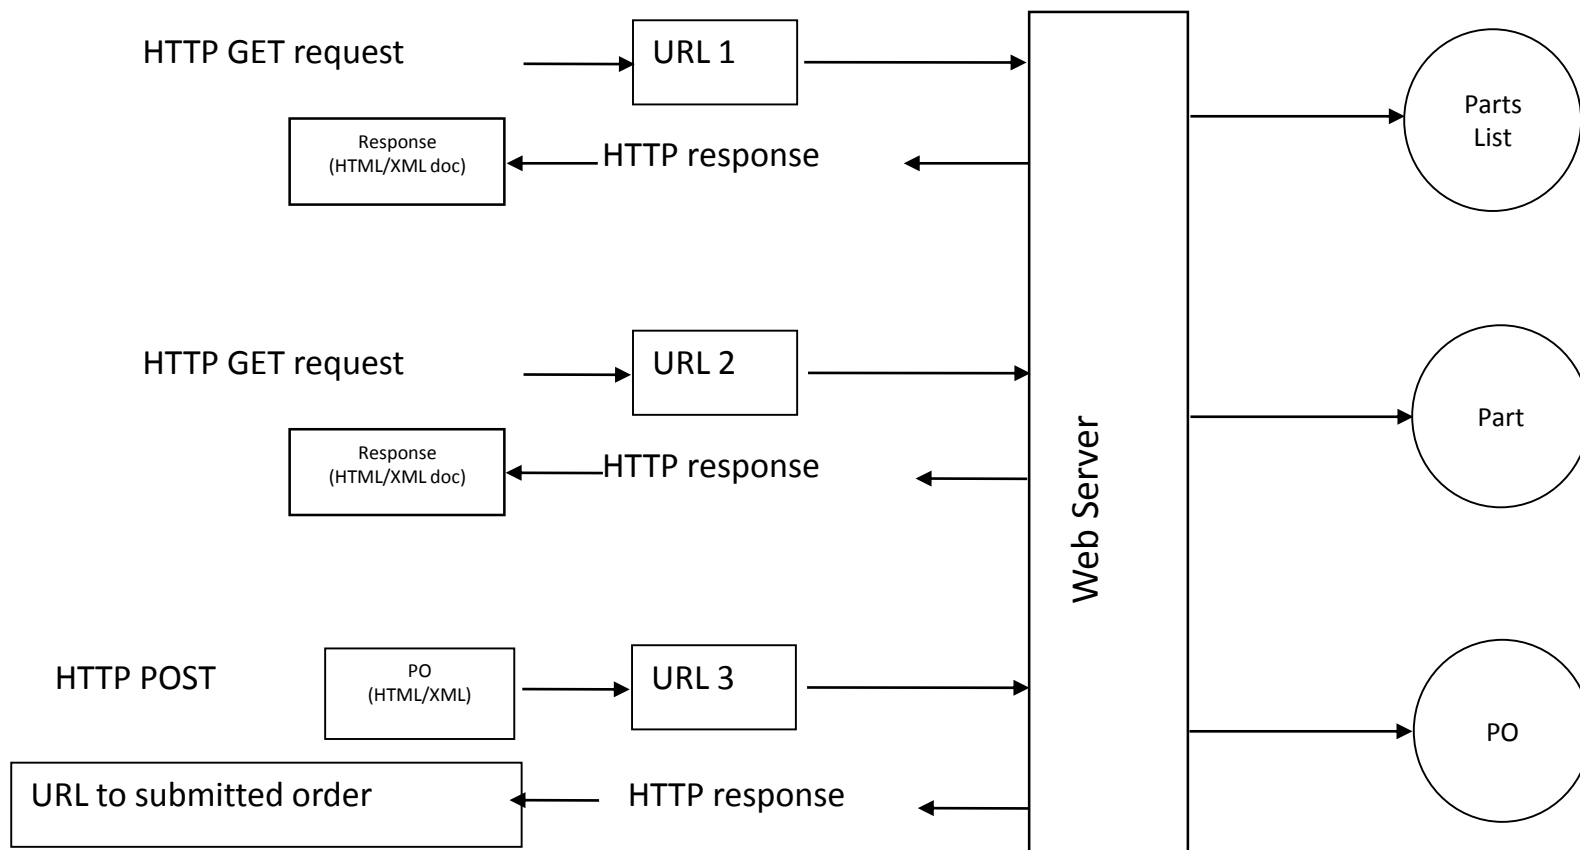 HTTP GET request
URL 1
Response
(HTML/XML doc)
HTTP response
Parts
List
HTTP GET request
URL 2
Response
(HTML/XML doc)
HTTP response
Web Server
Part
HTTP POST
PO
(HTML/XML)
URL 3
PO
URL to submitted order
HTTP response